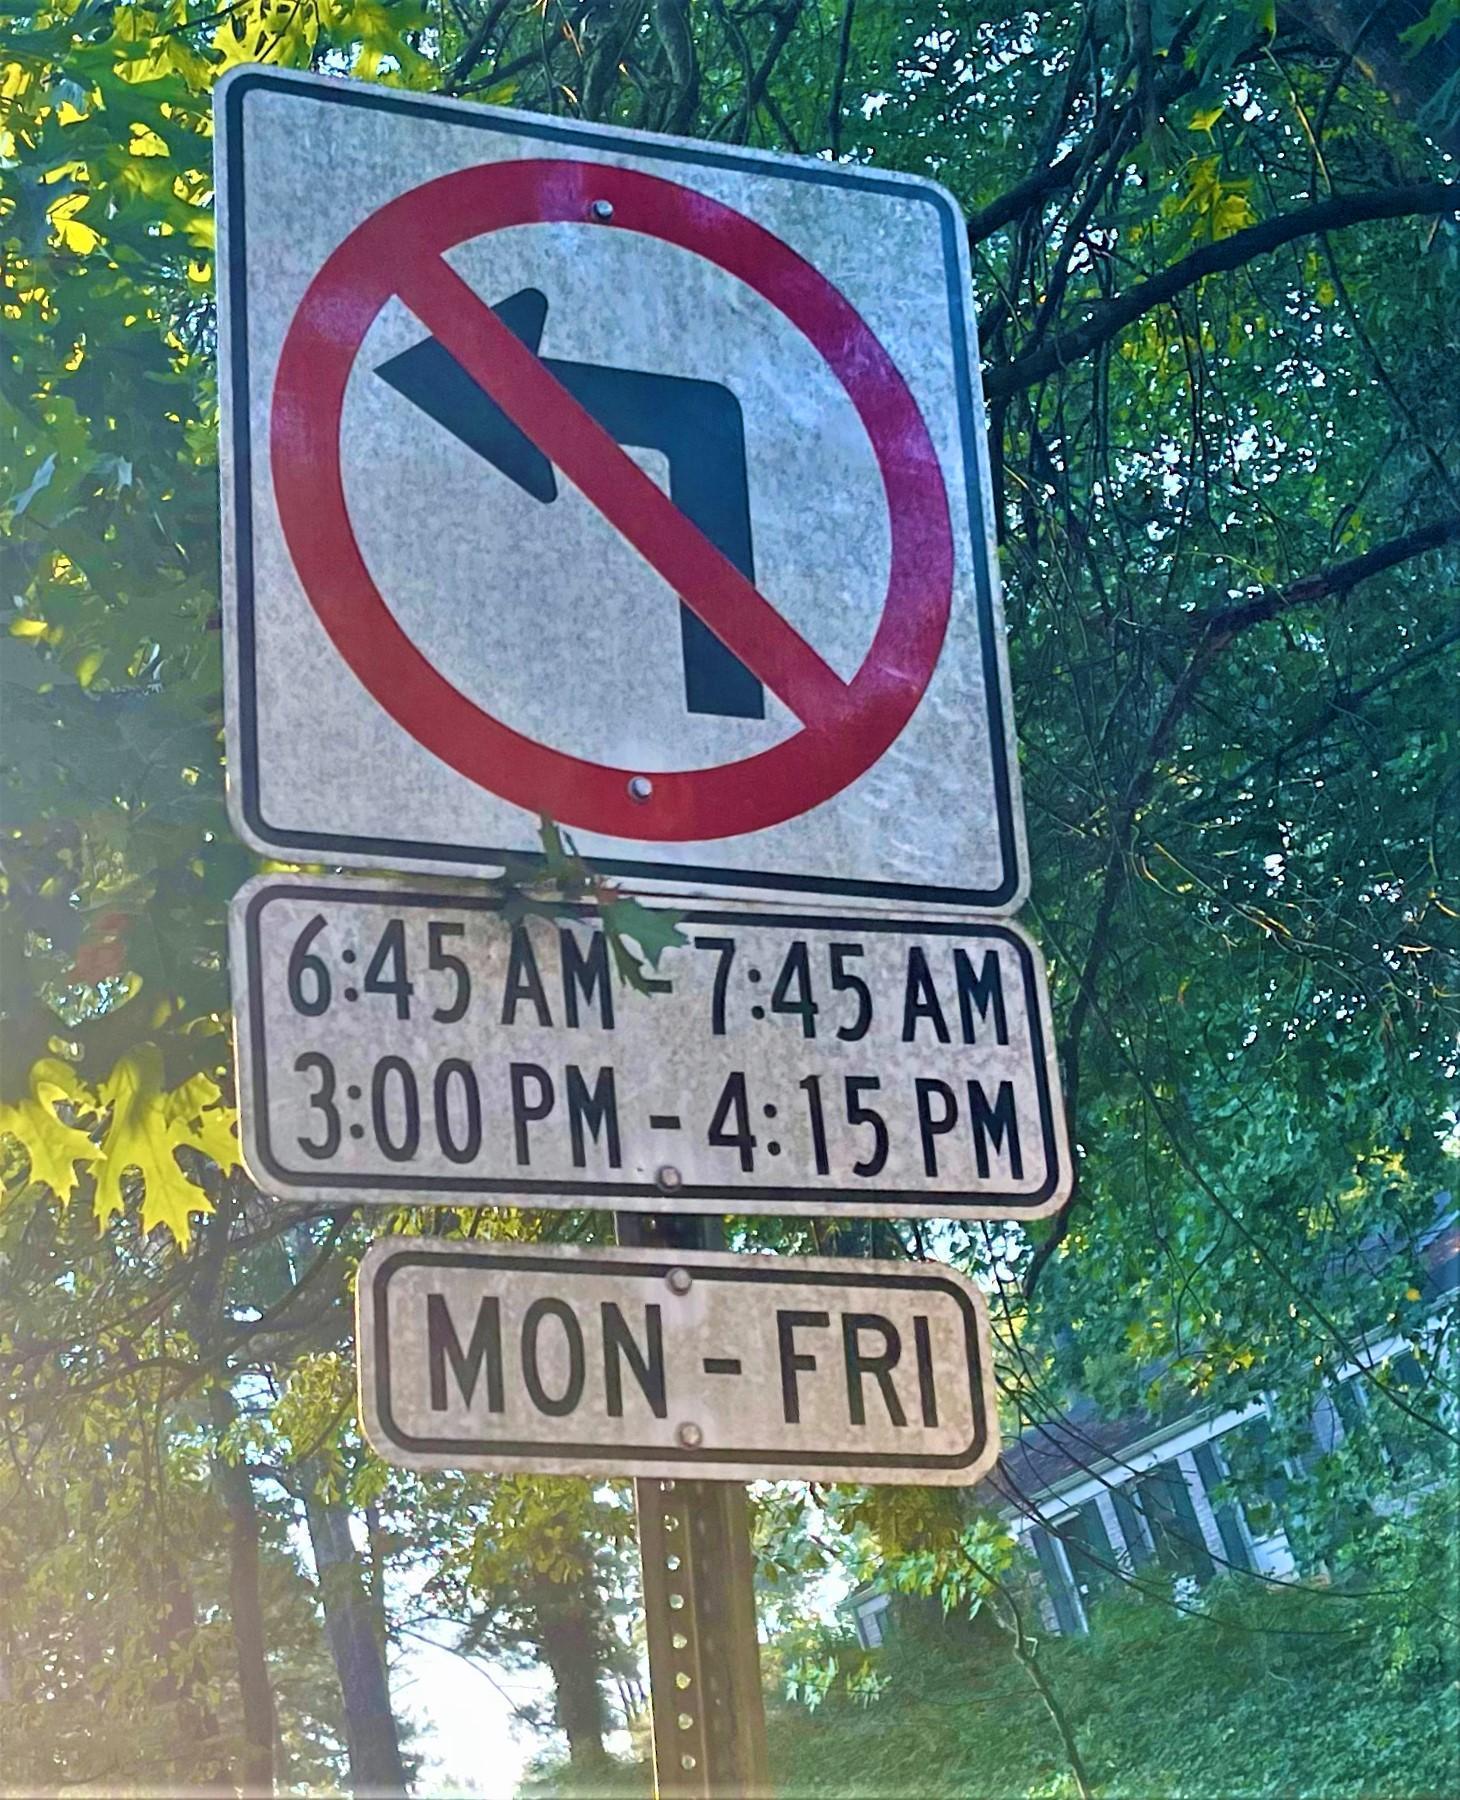 6:45 AM - 7:45 AM
3:00 PM - 4:15 PM
MON - FRI